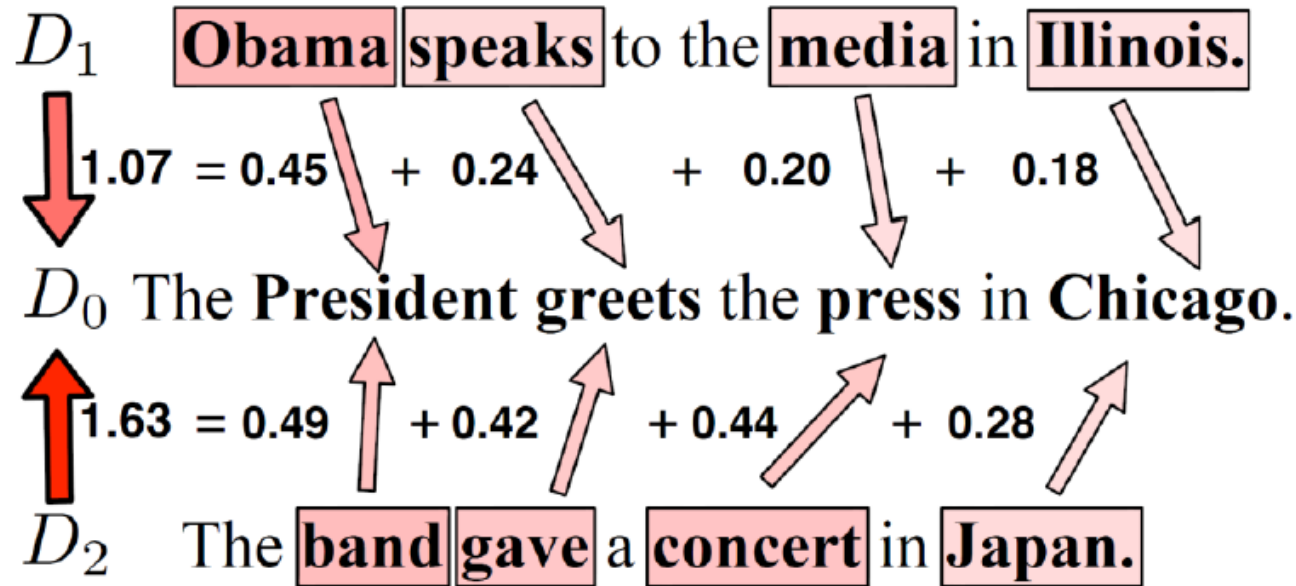 D₁ Obama speaks to the media in Illinois.
1.07 = 0.45 + 0.24 + 0.20 + 0.18
D₀ The President greets the press in Chicago.
1.63 = 0.49 + 0.42 + 0.44 + 0.28
D₂ The band gave a concert in Japan.